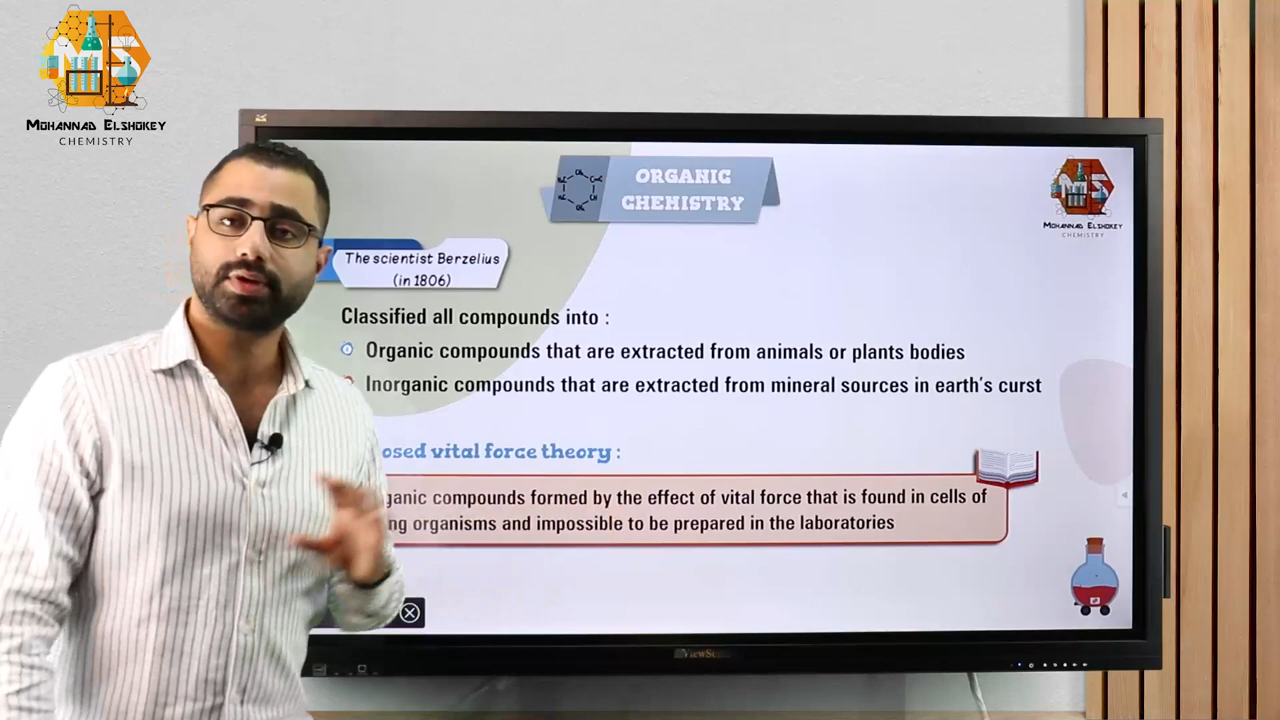 MOHANNAD ELSHOKEY
CHEMISTRY
ORGANIC
CHEMISTRY
MOHANNAD ELSHOKEY
CHEMISTRY
The scientist Berzelius
(in 1806)
Classified all compounds into :
Organic compounds that are extracted from animals or plants bodies
Inorganic compounds that are extracted from mineral sources in earth's curst
osed vital force theory :
ganic compounds formed by the effect of vital force that is found in cells of
ng organisms and impossible to be prepared in the laboratories